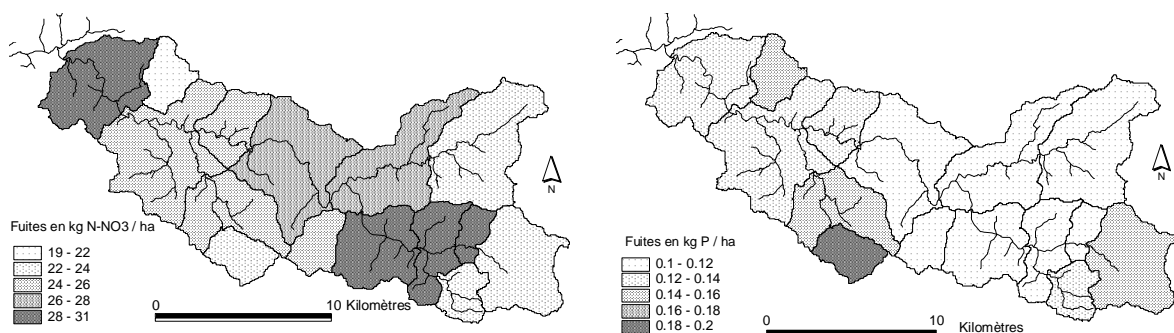 N
Fuites en kg N-NO3 / ha
19 - 22
22 - 24
24 - 26
26 - 28
28 - 31
0 10 Kilomètres
N
Fuites en kg P / ha
0.1 - 0.12
0.12 - 0.14
0.14 - 0.16
0.16 - 0.18
0.18 - 0.2
0 10 Kilomètres